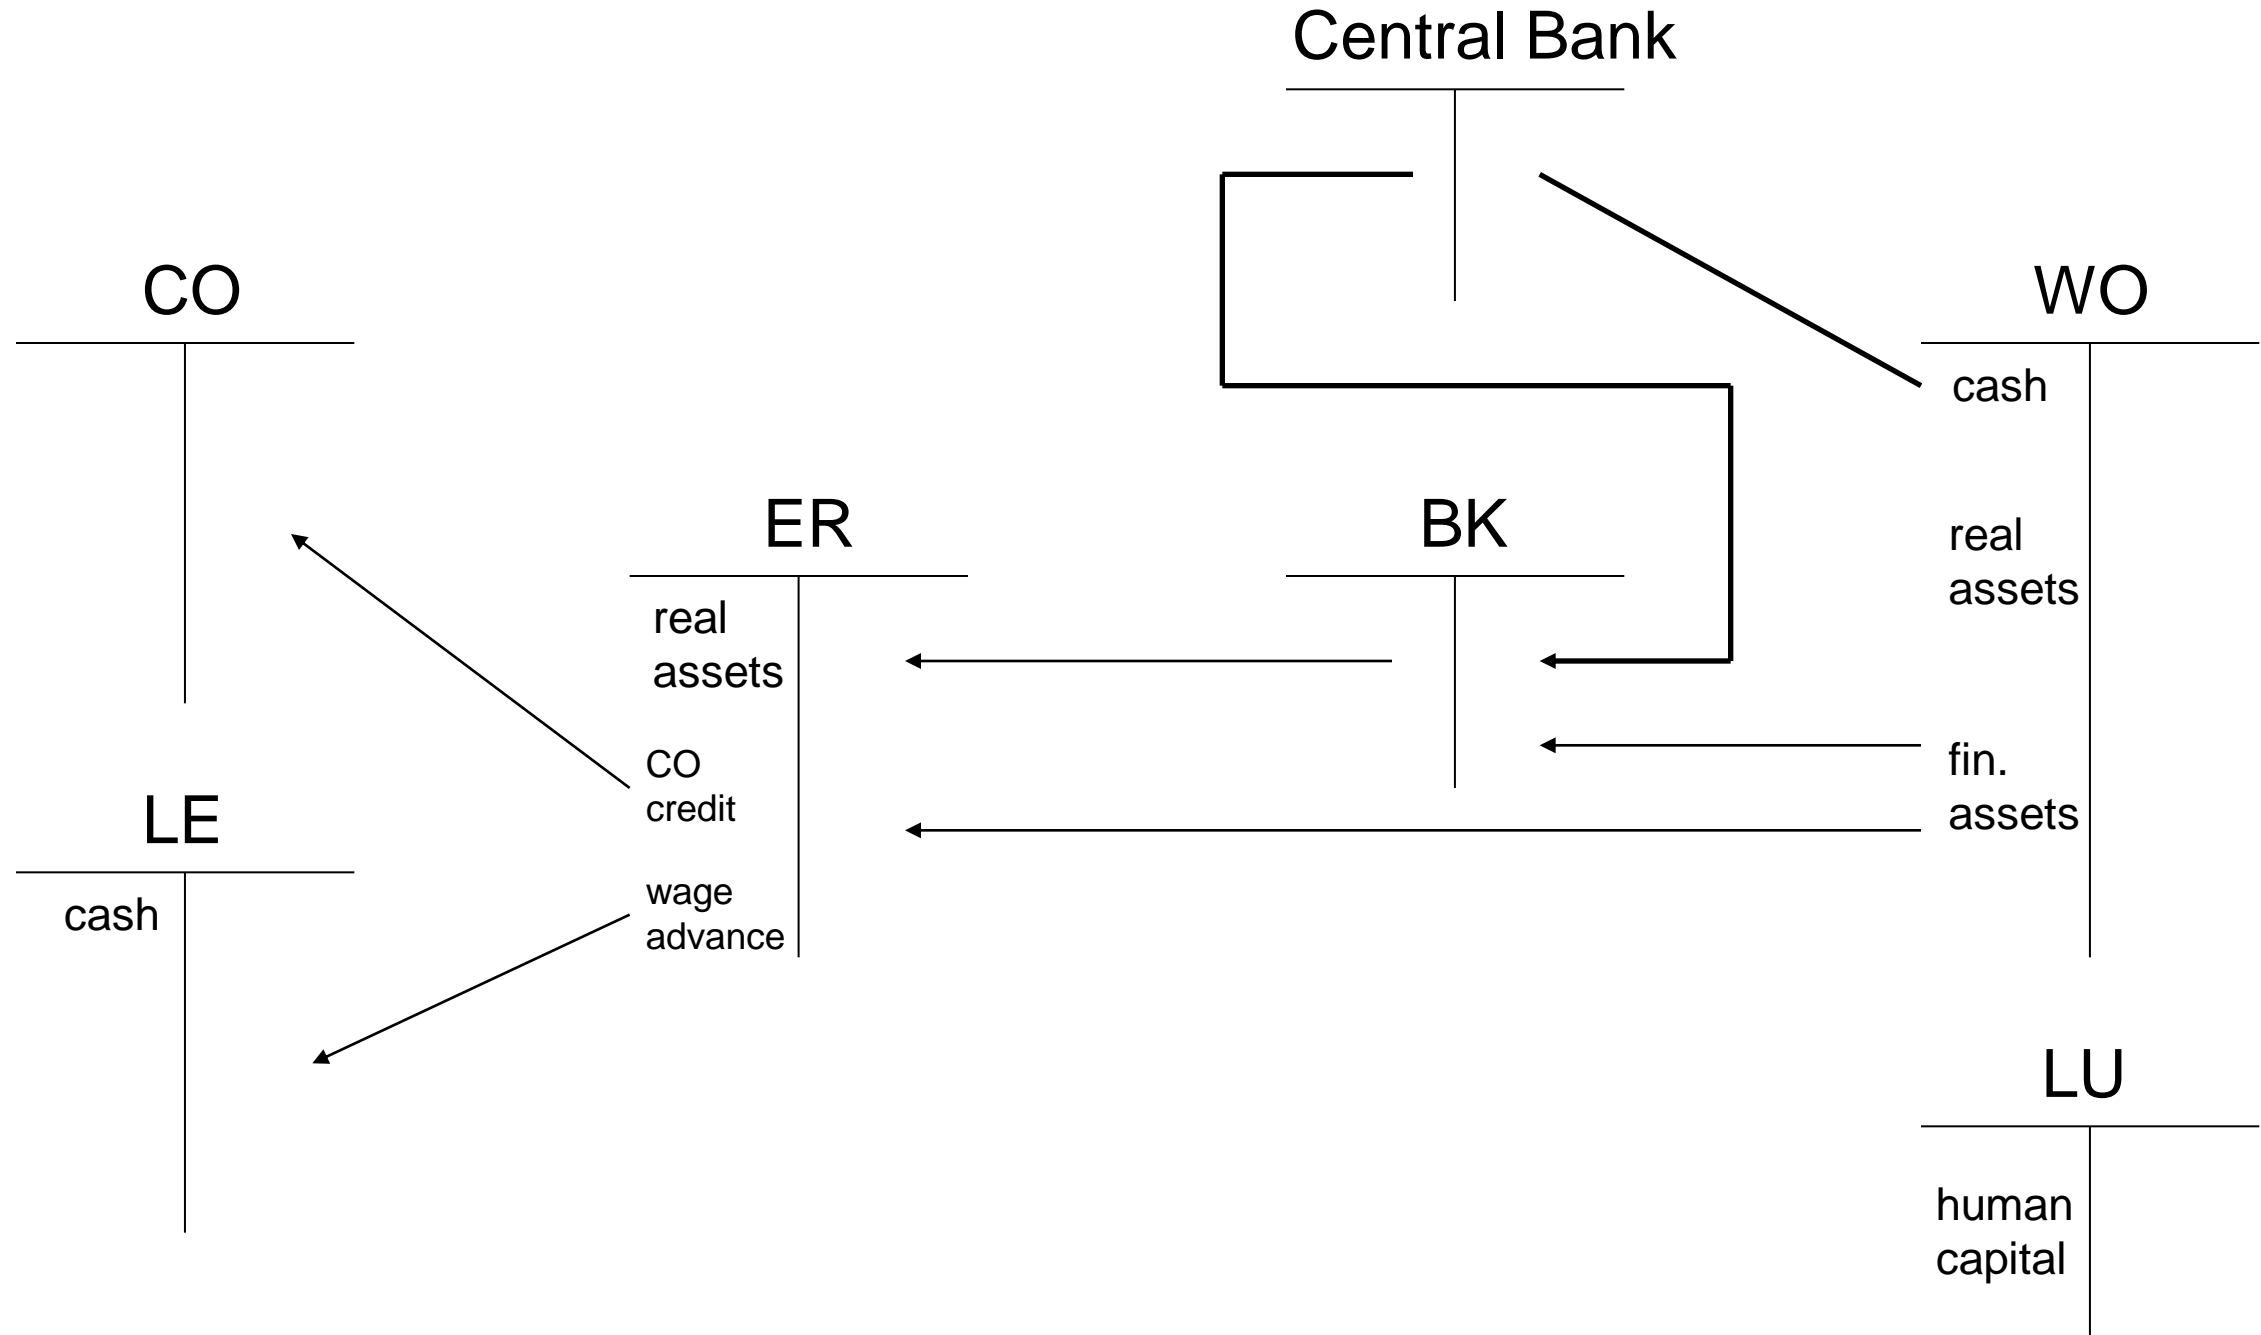 Central Bank
CO
WO
cash
ER
BK
real
assets
real
assets
CO
credit
fin.
assets
LE
wage
advance
cash
LU
human
capital